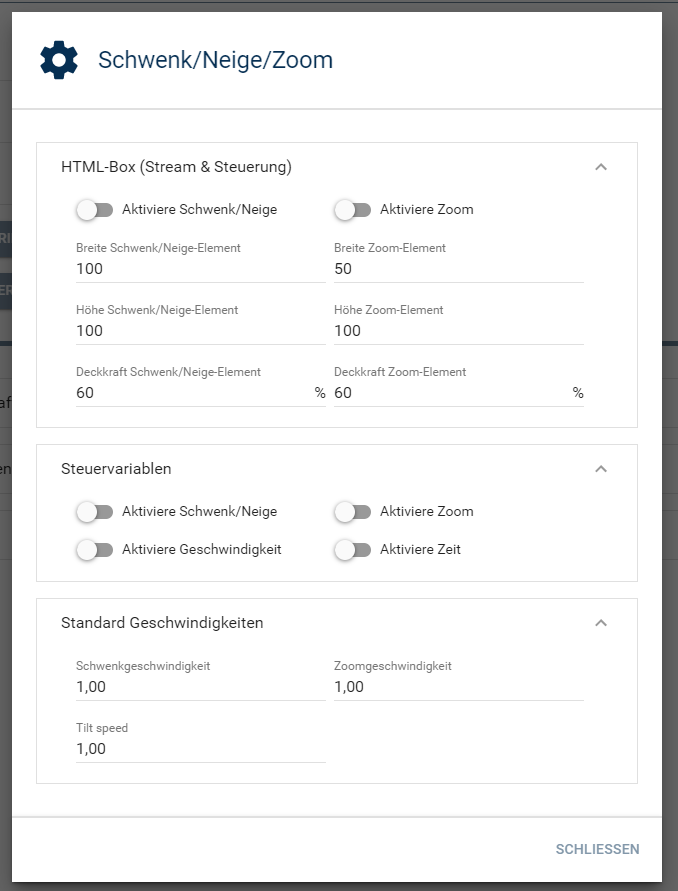 Schwenk/Neige/Zoom
HTML-Box (Stream & Steuerung)
Aktiviere Schwenk/Neige
Aktiviere Zoom
Breite Schwenk/Neige-Element
Breite Zoom-Element
100
50
Höhe Schwenk/Neige-Element
Höhe Zoom-Element
100
100
Deckkraft Schwenk/Neige-Element
Deckkraft Zoom-Element
60 %
60 %
Steuervariablen
Aktiviere Schwenk/Neige
Aktiviere Zoom
Aktiviere Geschwindigkeit
Aktiviere Zeit
Standard Geschwindigkeiten
Schwenkgeschwindigkeit
Zoomgeschwindigkeit
1,00
1,00
Tilt speed
1,00
SCHLIESSEN